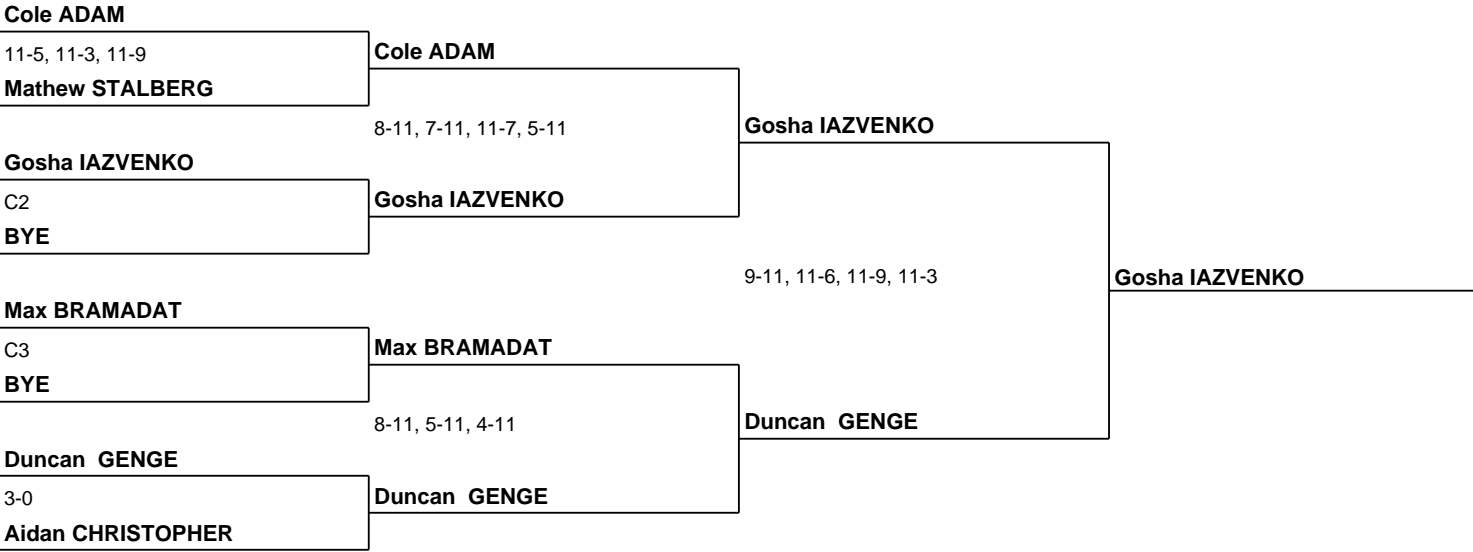 Cole ADAM
11-5, 11-3, 11-9
Mathew STALBERG
Gosha IAZVENKO
C2
BYE
Max BRAMADAT
C3
BYE
Duncan  GENGE
3-0
Aidan CHRISTOPHER
Cole ADAM
8-11, 7-11, 11-7, 5-11
Gosha IAZVENKO
Max BRAMADAT
8-11, 5-11, 4-11
Duncan  GENGE
Gosha IAZVENKO
9-11, 11-6, 11-9, 11-3
Duncan  GENGE
Gosha IAZVENKO